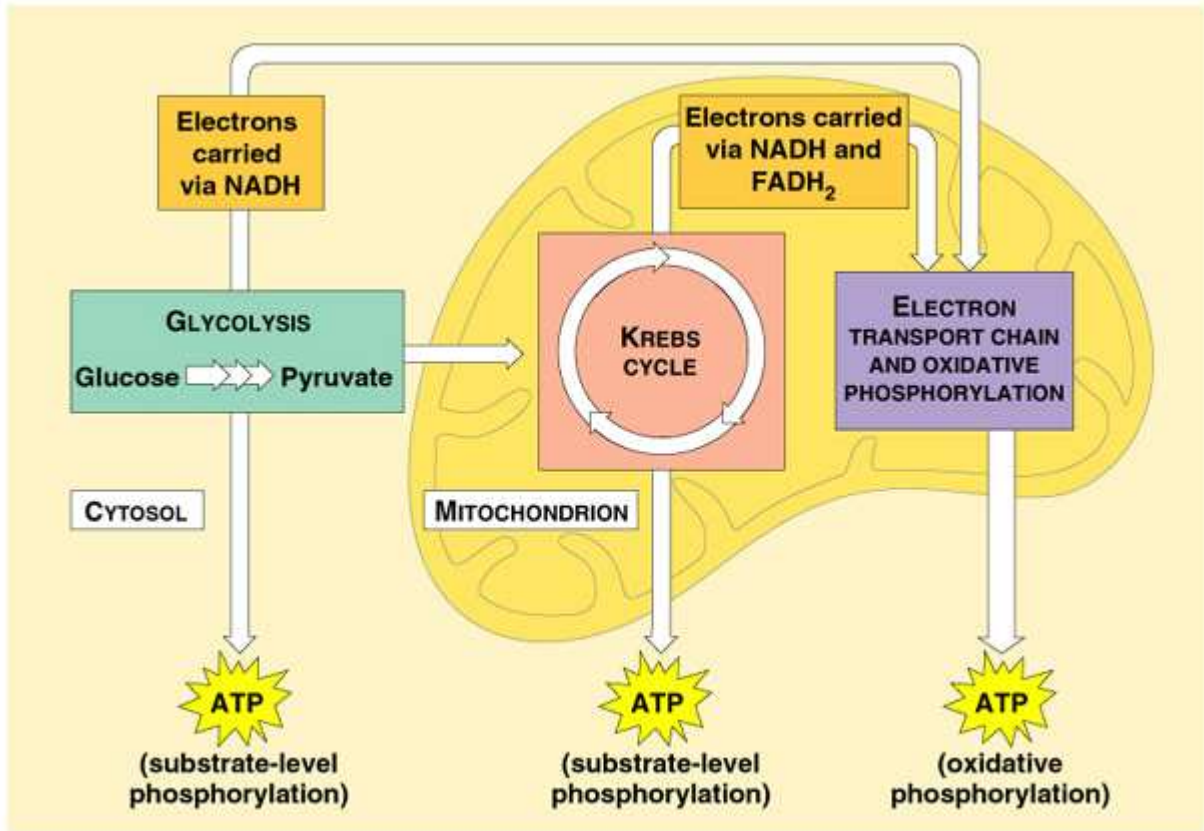 Electrons
carried
via NADH
Electrons carried
via NADH and
FADH₂
GLYCOLYSIS
Glucose Pyruvate
KREBS
CYCLE
ELECTRON
TRANSPORT CHAIN
AND OXIDATIVE
PHOSPHORYLATION
CYTOSOL
MITOCHONDRION
ATP
ATP
ATP
(substrate-level
phosphorylation)
(substrate-level
phosphorylation)
(oxidative
phosphorylation)